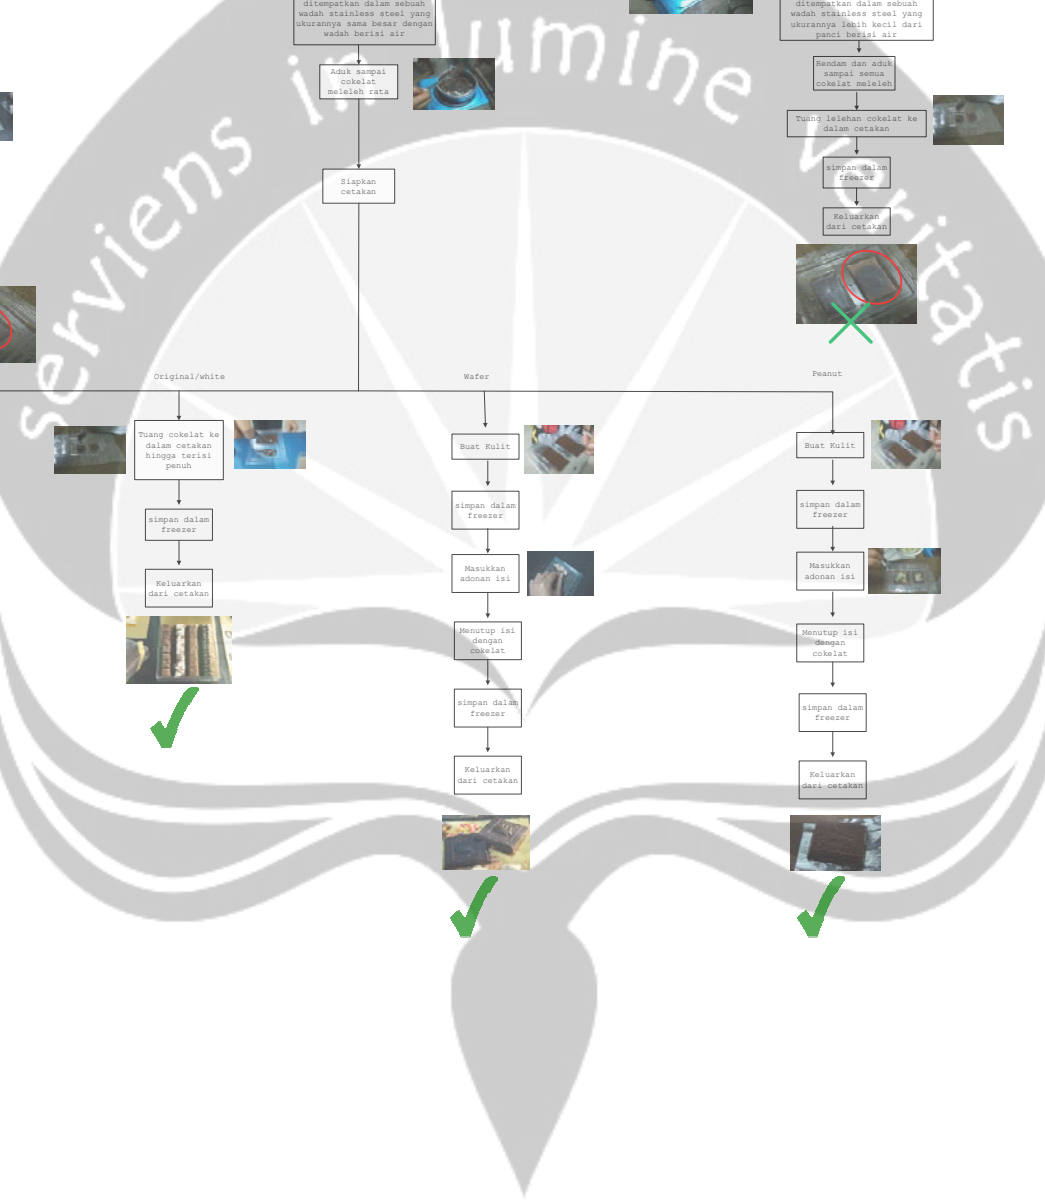 ditempatkan dalam sebuah
wadah stainless steel yang
ukurannya sama besar dengan
wadah berisi air
Aduk sampai
cokelat
meleleh rata
Siapkan
cetakan
ditempatkan dalam sebuah
wadah stainless steel yang
ukurannya lebih kecil dari
panci berisi air
Rendam dan aduk
sampai semua
cokelat meleleh
Tuang lelehan cokelat ke
dalam cetakan
simpan dalam
freezer
Keluarkan
dari cetakan
serviens in lumine veritatis
Original/white
Tuang cokelat ke
dalam cetakan
hingga terisi
penuh
simpan dalam
freezer
Keluarkan
dari cetakan
Wafer
Buat Kulit
simpan dalam
freezer
Masukkan
adonan isi
Menutup isi
dengan
cokelat
simpan dalam
freezer
Keluarkan
dari cetakan
Peanut
Buat Kulit
simpan dalam
freezer
Masukkan
adonan isi
Menutup isi
dengan
cokelat
simpan dalam
freezer
Keluarkan
dari cetakan